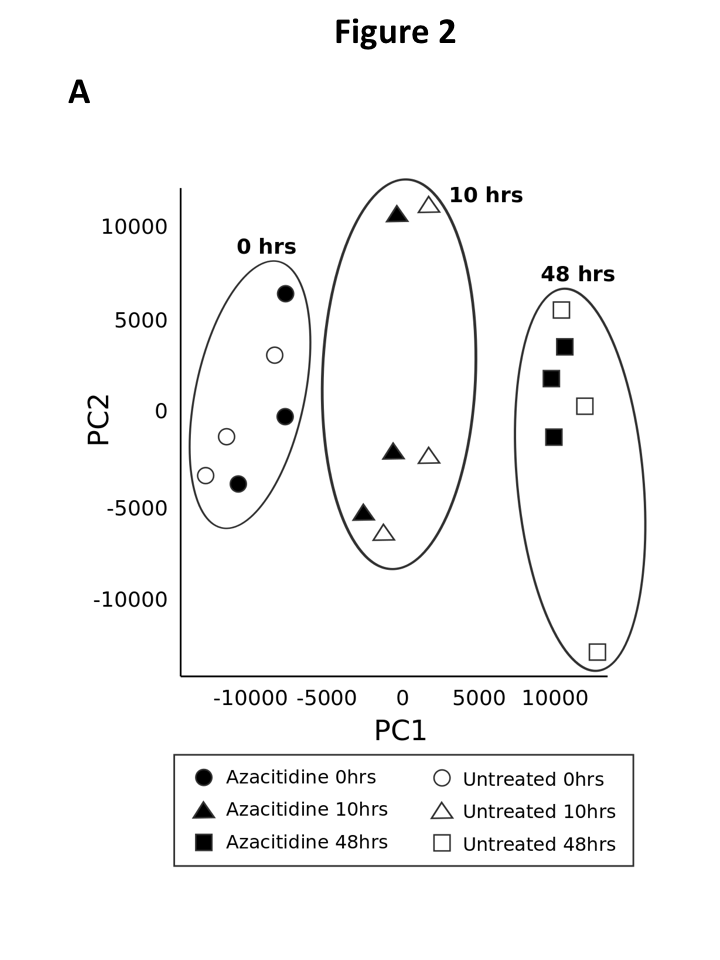 Figure 2
A
10 hrs
0 hrs
48 hrs
10000
5000
0
-5000
-10000
PC2
-10000 -5000 0 5000 10000
PC1
Azacitidine 0hrs Untreated 0hrs
Azacitidine 10hrs Untreated 10hrs
Azacitidine 48hrs Untreated 48hrs